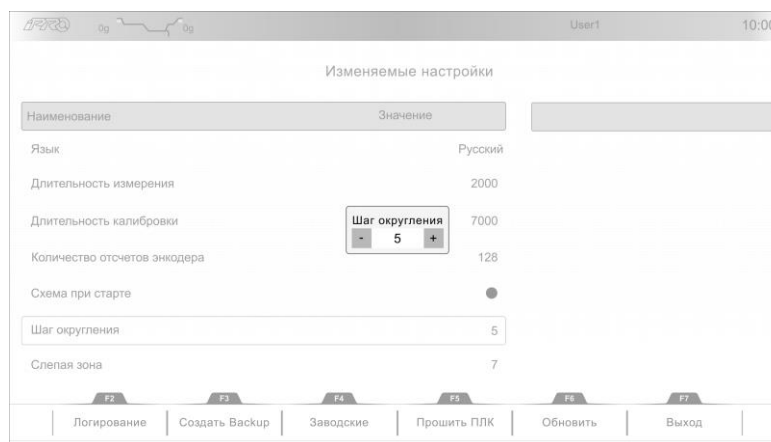 iPRO 0g 0g User1 10:00
Изменяемые настройки
Наименование Значение
Язык Русский
Длительность измерения 2000
Длительность калибровки 7000
Шаг округления
- 5 +
Количество отсчетов энкодера 128
Схема при старте
Шаг округления 5
Слепая зона 7
F2 F3 F4 F5 F6 F7
Логирование Создать Backup Заводские Прошить ПЛК Обновить Выход